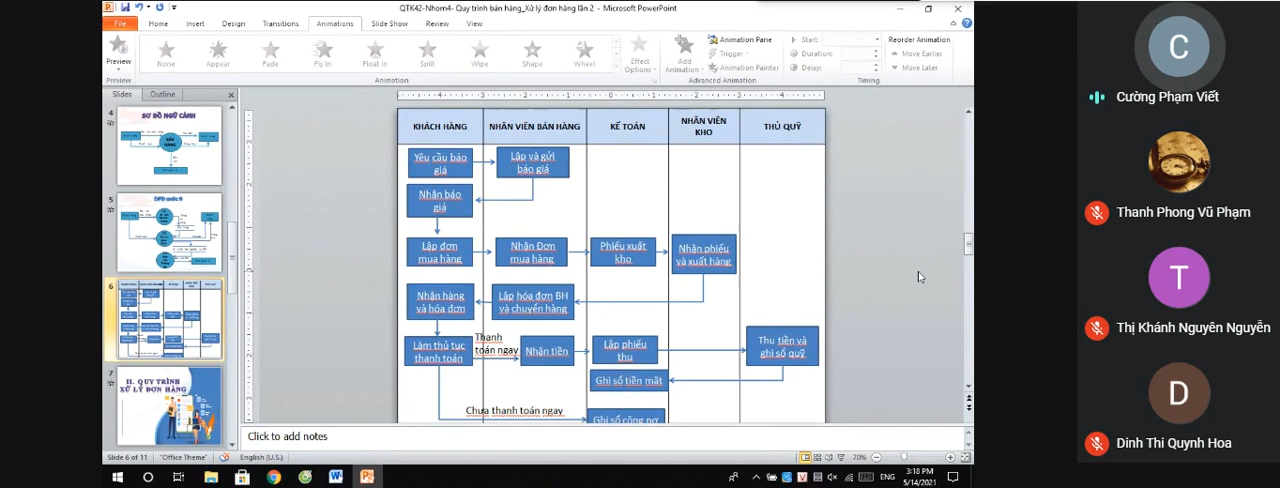 QTK42-Nhom4- Quy trình bán hàng_Xử lý đơn hàng lần 2 - Microsoft PowerPoint
File Home Insert Design Transitions Animations Slide Show Review View
Preview
None Appear Fade Fly In Float In Split Wipe Shape Wheel
Effect Options
Add Animation
Animation Pane
Trigger
Animation Painter
Start:
Duration:
Delay:
Reorder Animation
Move Earlier
Move Later
Preview Animation Advanced Animation Timing
Slides Outline
4
SƠ ĐỒ NGỮ CẢNH
5
6
7
II. QUY TRÌNH
XỬ LÝ ĐƠN HÀNG
KHÁCH HÀNG NHÂN VIÊN BÁN HÀNG KẾ TOÁN NHÂN VIÊN KHO THỦ QUỸ
Yêu cầu báo giá
Lập và gửi báo giá
Nhận báo giá
Lập đơn mua hàng
Nhận Đơn mua hàng
Phiếu xuất kho
Nhận phiếu và xuất hàng
Nhận hàng và hóa đơn
Lập hóa đơn BH và chuyển hàng
Làm thủ tục thanh toán
Thanh toán ngay
Nhận tiền
Lập phiếu thu
Thu tiền và ghi sổ quỹ
Ghi sổ tiền mặt
Chưa thanh toán ngay
Ghi sổ công nợ
Click to add notes
Slide 6 of 11 "Office Theme" English (U.S.) 70%
ENG
3:18 PM
5/14/2021
C
Cường Phạm Viết
Thanh Phong Vũ Phạm
T
Thị Khánh Nguyên Nguyễn
D
Dinh Thi Quynh Hoa